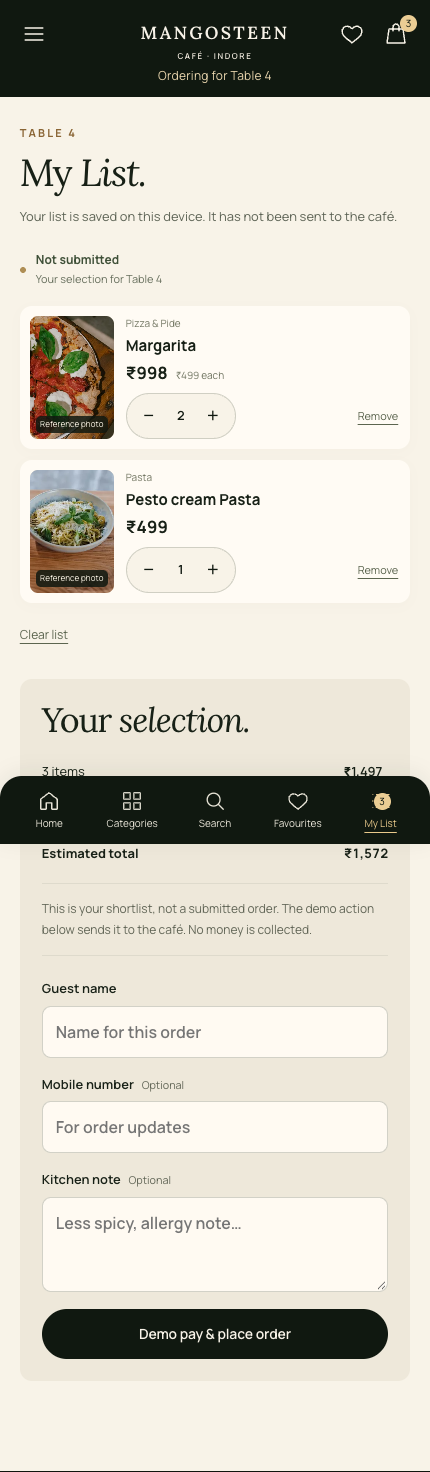 MANGOSTEEN
3
CAFÉ · INDORE
Ordering for Table 4
TABLE 4
My List.
Your list is saved on this device. It has not been sent to the café.
Not submitted
Your selection for Table 4
Pizza & Pide
Margarita
₹998 ₹499 each
Reference photo
− 2 + Remove
Pasta
Pesto cream Pasta
₹499
Reference photo
− 1 + Remove
Clear list
Your selection.
3 items ₹1,497
3
Home Categories Search Favourites My List
Estimated total ₹1,572
This is your shortlist, not a submitted order. The demo action
below sends it to the café. No money is collected.
Guest name
Name for this order
Mobile number Optional
For order updates
Kitchen note Optional
Less spicy, allergy note…
Demo pay & place order